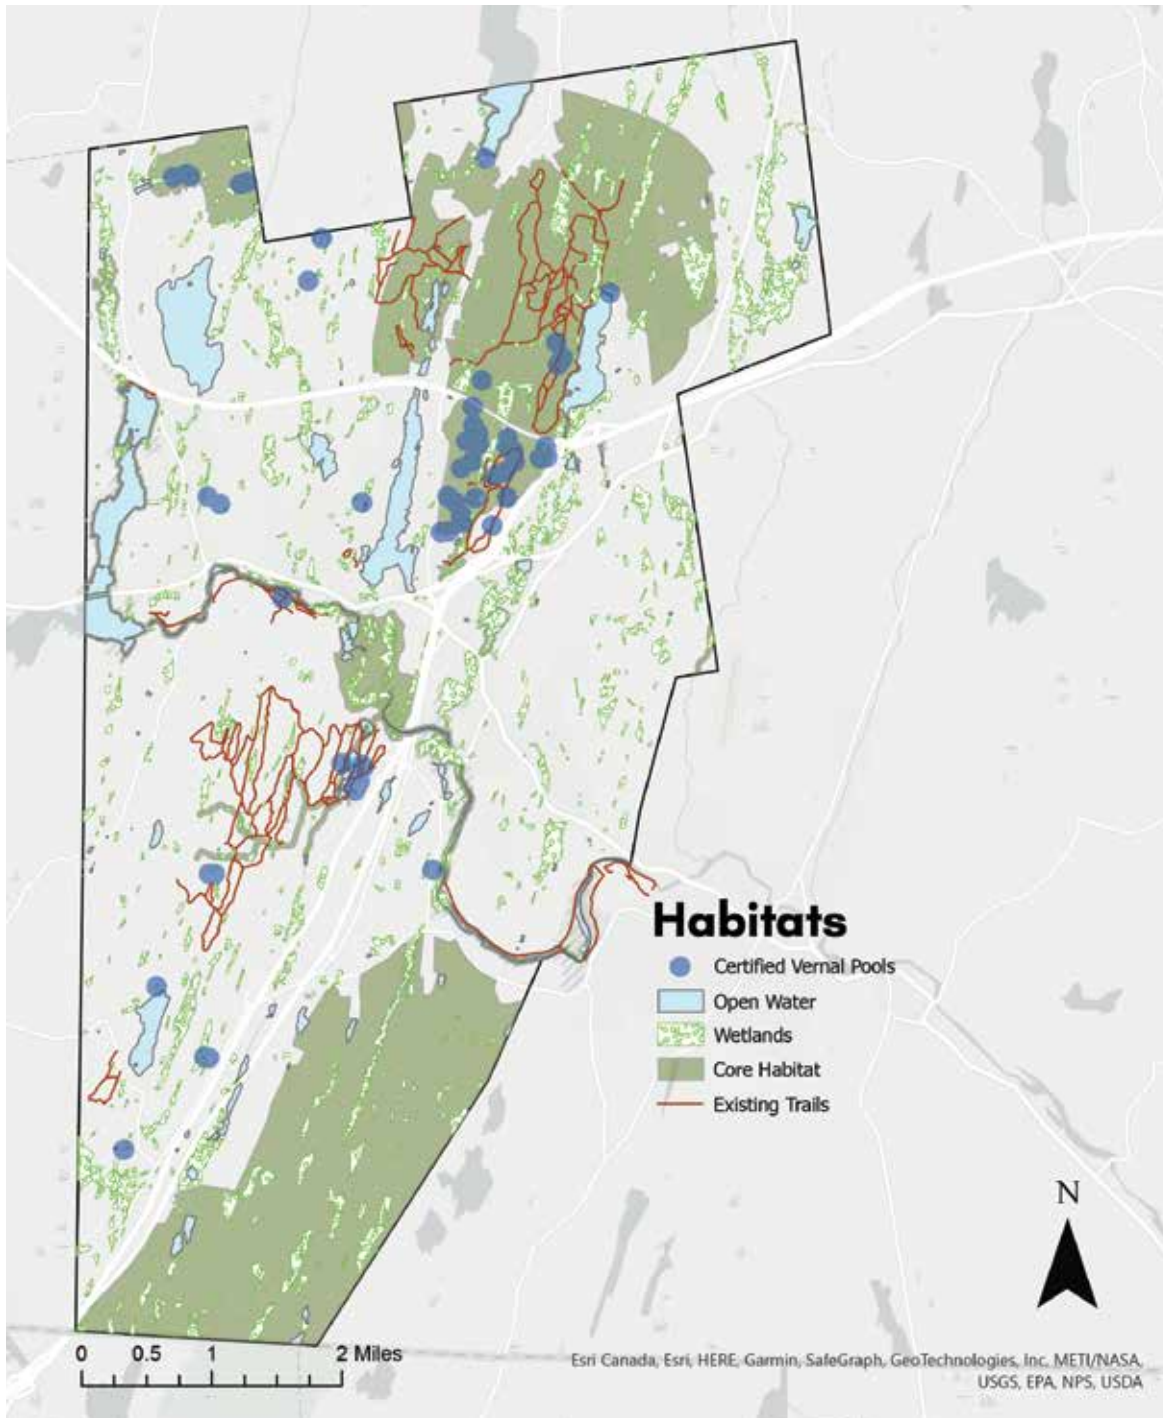 Habitats
Certified Vernal Pools
Open Water
Wetlands
Core Habitat
Existing Trails
N
0 0.5 1 2 Miles
Esri Canada, Esri, HERE, Garmin, SafeGraph, GeoTechnologies, Inc, METI/NASA,
USGS, EPA, NPS, USDA